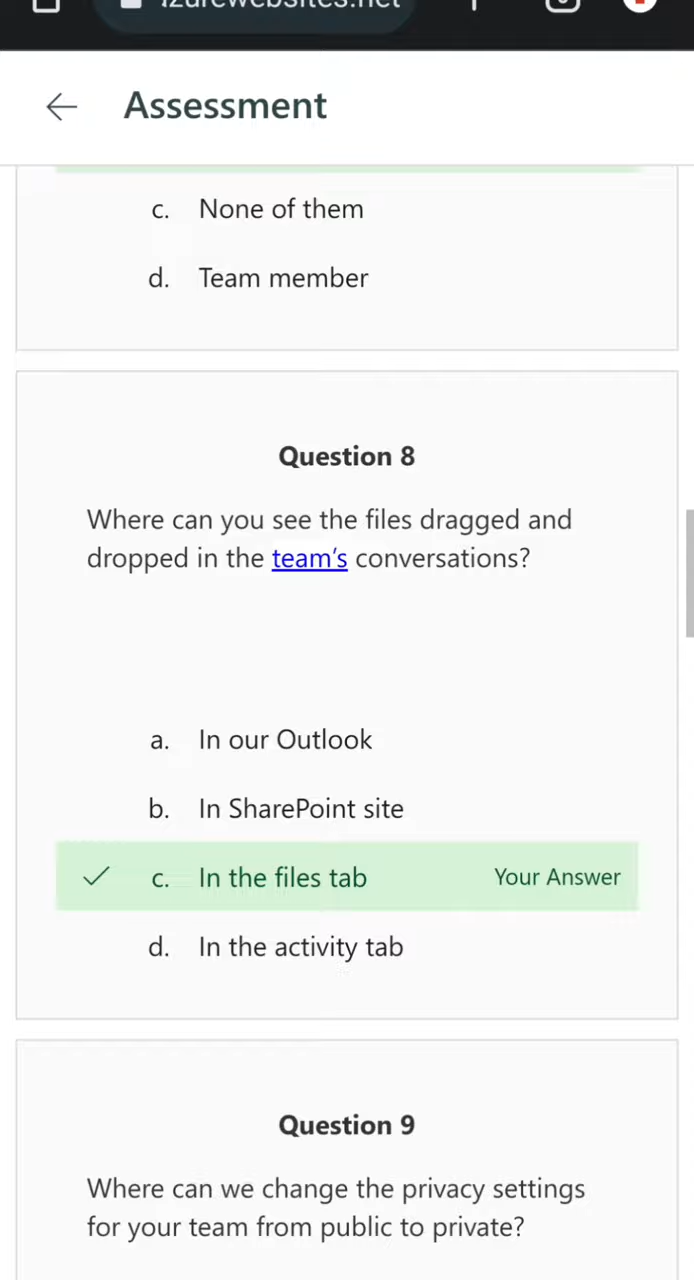 Assessment
c. None of them
d. Team member
Question 8
Where can you see the files dragged and
dropped in the team's conversations?
a. In our Outlook
b. In SharePoint site
c. In the files tab Your Answer
d. In the activity tab
Question 9
Where can we change the privacy settings
for your team from public to private?